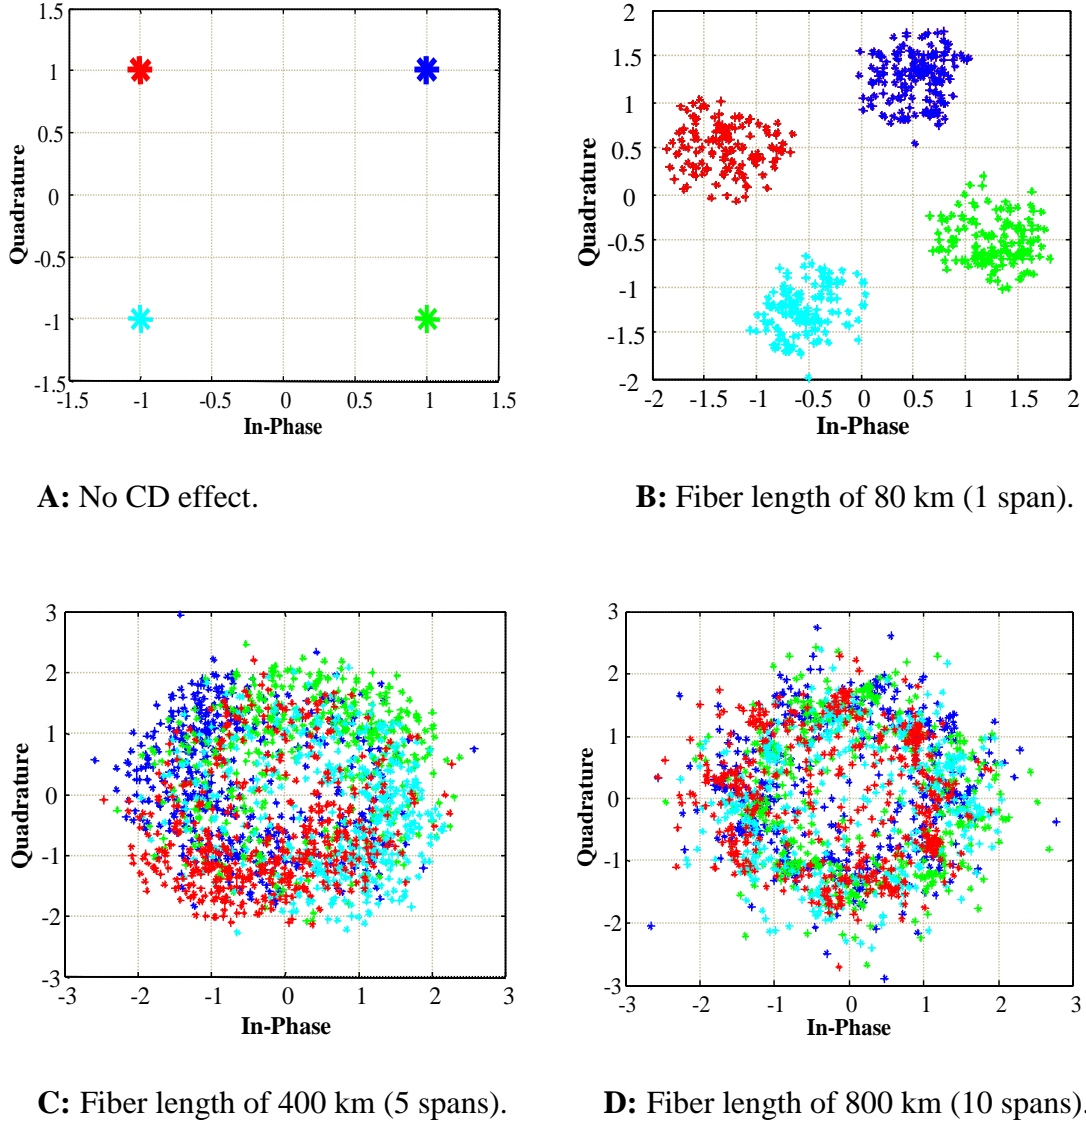 1.5
1
0.5
0
-0.5
-1
-1.5
Quadrature
-1.5 -1 -0.5 0 0.5 1 1.5
In-Phase
2
1.5
1
0.5
0
-0.5
-1
-1.5
-2
Quadrature
-2 -1.5 -1 -0.5 0 0.5 1 1.5 2
In-Phase
A: No CD effect.
B: Fiber length of 80 km (1 span).
3
2
1
0
-1
-2
-3
Quadrature
-3 -2 -1 0 1 2 3
In-Phase
3
2
1
0
-1
-2
-3
Quadrature
-3 -2 -1 0 1 2 3
In-Phase
C: Fiber length of 400 km (5 spans).
D: Fiber length of 800 km (10 spans).